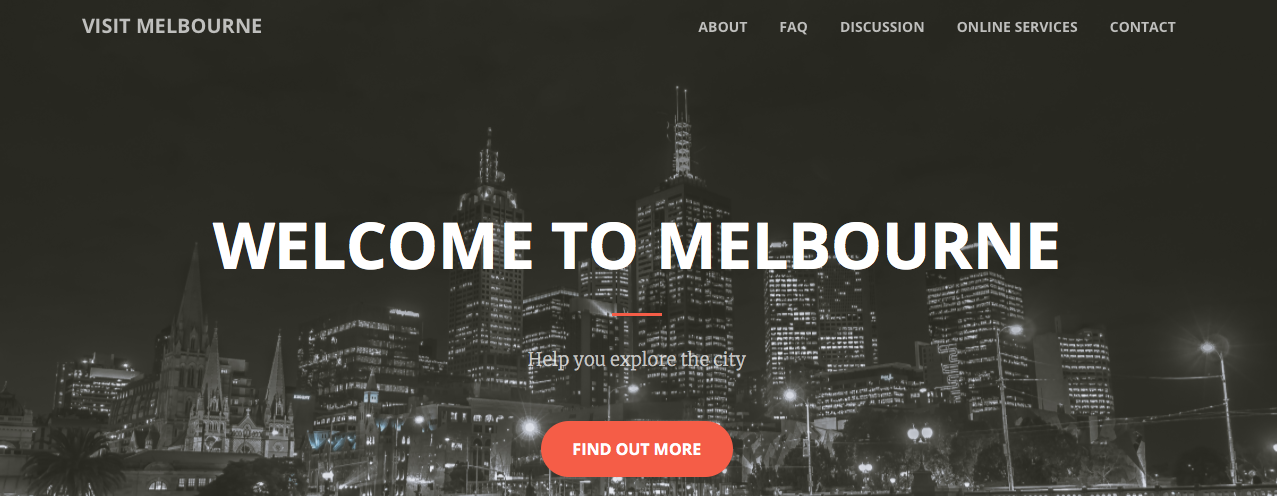 VISIT MELBOURNE
ABOUT FAQ DISCUSSION ONLINE SERVICES CONTACT
WELCOME TO MELBOURNE
Help you explore the city
FIND OUT MORE